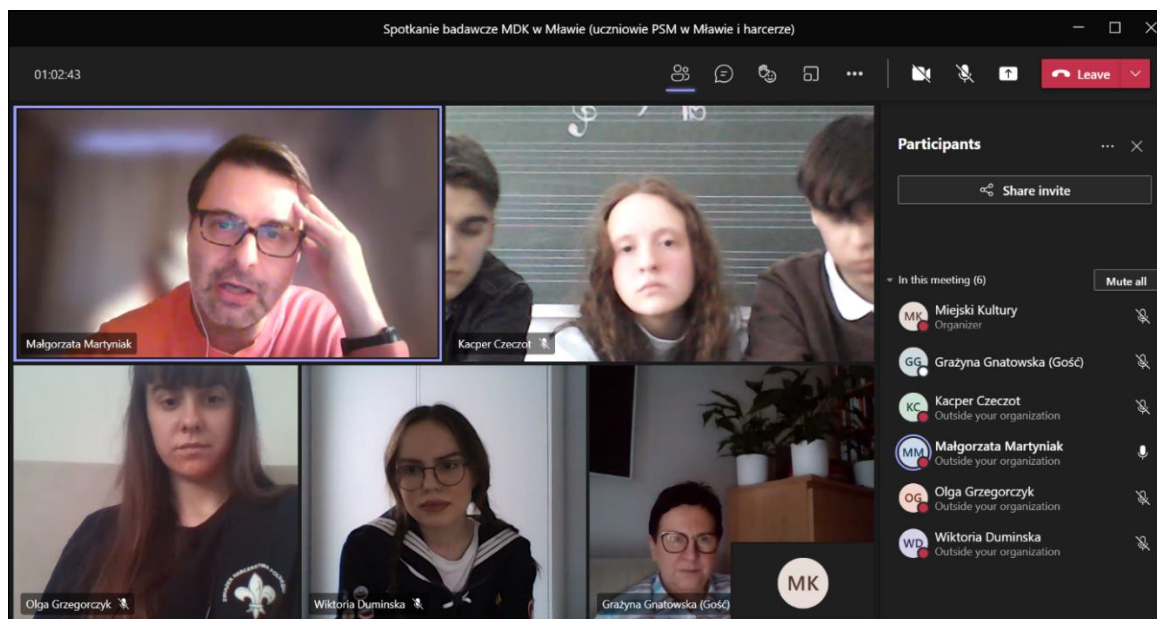 Spotkanie badawcze MDK w Mławie (uczniowie PSM w Mławie i harcerze)
01:02:43
Leave
Małgorzata Martyniak
Kacper Czeczot
Olga Grzegorczyk
Wiktoria Duminska
Grażyna Gnatowska (Gość)
MK
Participants
Share invite
In this meeting (6)
Mute all
MK
Miejski Kultury
Organizer
GG
Grażyna Gnatowska (Gość)
KC
Kacper Czeczot
Outside your organization
MM
Małgorzata Martyniak
Outside your organization
OG
Olga Grzegorczyk
Outside your organization
WD
Wiktoria Duminska
Outside your organization